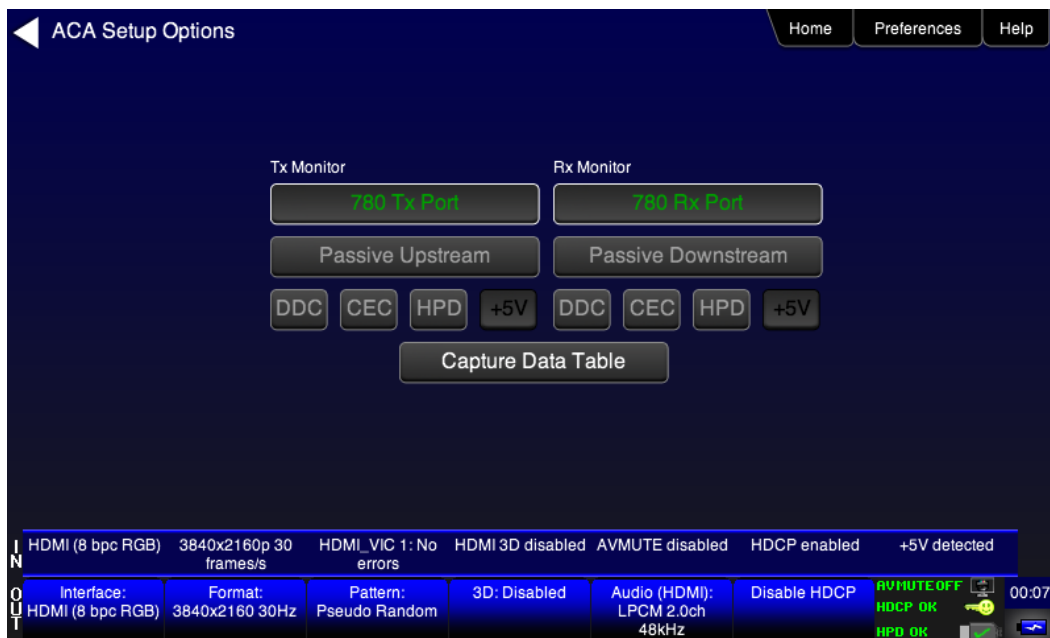 ACA Setup Options
Home
Preferences
Help
Tx Monitor
Rx Monitor
780 Tx Port
780 Rx Port
Passive Upstream
Passive Downstream
DDC
CEC
HPD
+5V
DDC
CEC
HPD
+5V
Capture Data Table
IN
HDMI (8 bpc RGB)
3840x2160p 30
frames/s
HDMI_VIC 1: No
errors
HDMI 3D disabled
AVMUTE disabled
HDCP enabled
+5V detected
OUT
Interface:
HDMI (8 bpc RGB)
Format:
3840x2160 30Hz
Pattern:
Pseudo Random
3D: Disabled
Audio (HDMI):
LPCM 2.0ch
48kHz
Disable HDCP
AVMUTE OFF
HDCP OK
HPD OK
00:07